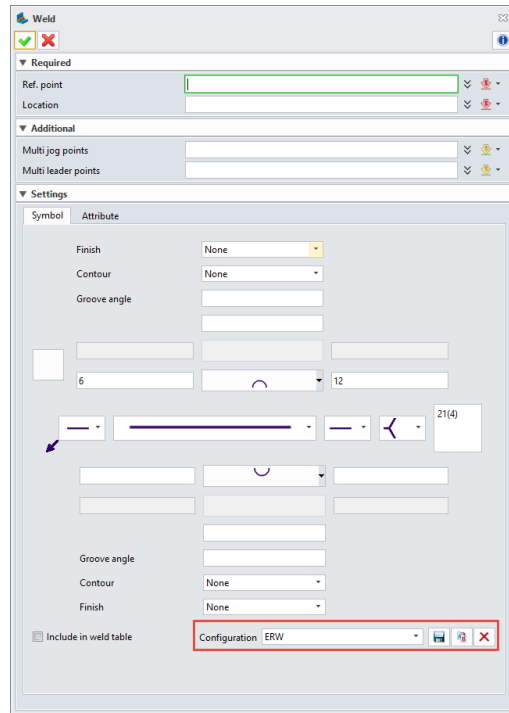 Weld
Required
Ref. point
Location
Additional
Multi jog points
Multi leader points
Settings
Symbol Attribute
Finish None
Contour None
Groove angle
6 12
21(4)
Groove angle
Contour None
Finish None
Include in weld table Configuration ERW